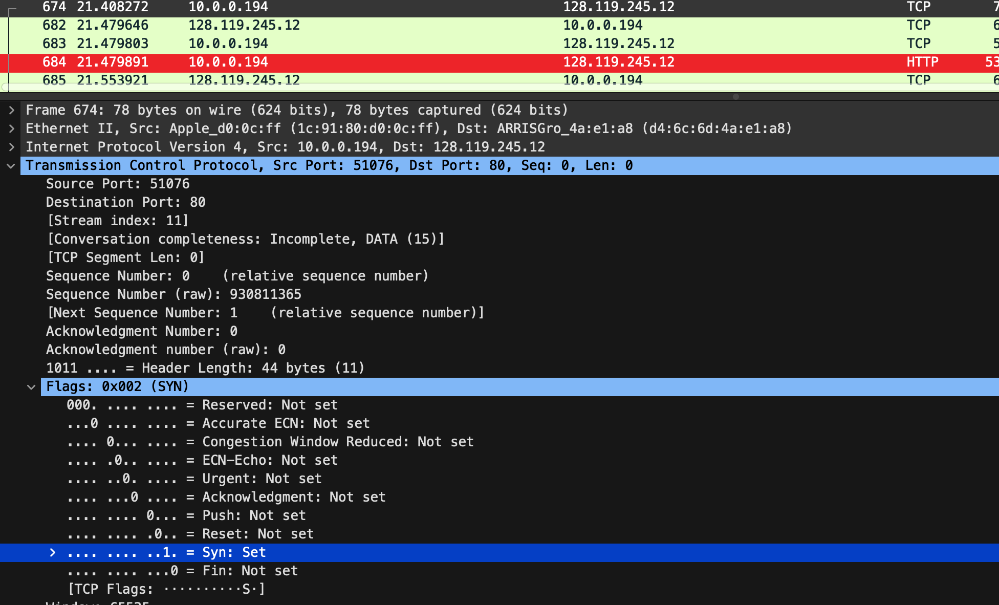 674 21.408272 10.0.0.194 128.119.245.12 TCP 7
682 21.479646 128.119.245.12 10.0.0.194 TCP 6
683 21.479803 10.0.0.194 128.119.245.12 TCP 5
684 21.479891 10.0.0.194 128.119.245.12 HTTP 53
685 21.553921 128.119.245.12 10.0.0.194 TCP 6
Frame 674: 78 bytes on wire (624 bits), 78 bytes captured (624 bits)
Ethernet II, Src: Apple_d0:0c:ff (1c:91:80:d0:0c:ff), Dst: ARRISGro_4a:e1:a8 (d4:6c:6d:4a:e1:a8)
Internet Protocol Version 4, Src: 10.0.0.194, Dst: 128.119.245.12
Transmission Control Protocol, Src Port: 51076, Dst Port: 80, Seq: 0, Len: 0
Source Port: 51076
Destination Port: 80
[Stream index: 11]
[Conversation completeness: Incomplete, DATA (15)]
[TCP Segment Len: 0]
Sequence Number: 0    (relative sequence number)
Sequence Number (raw): 930811365
[Next Sequence Number: 1    (relative sequence number)]
Acknowledgment Number: 0
Acknowledgment number (raw): 0
1011 .... = Header Length: 44 bytes (11)
Flags: 0x002 (SYN)
000. .... .... = Reserved: Not set
...0 .... .... = Accurate ECN: Not set
.... 0... .... = Congestion Window Reduced: Not set
.... .0.. .... = ECN-Echo: Not set
.... ..0. .... = Urgent: Not set
.... ...0 .... = Acknowledgment: Not set
.... .... 0... = Push: Not set
.... .... .0.. = Reset: Not set
.... .... ..1. = Syn: Set
.... .... ...0 = Fin: Not set
[TCP Flags: ··········S·]
Window: 65535